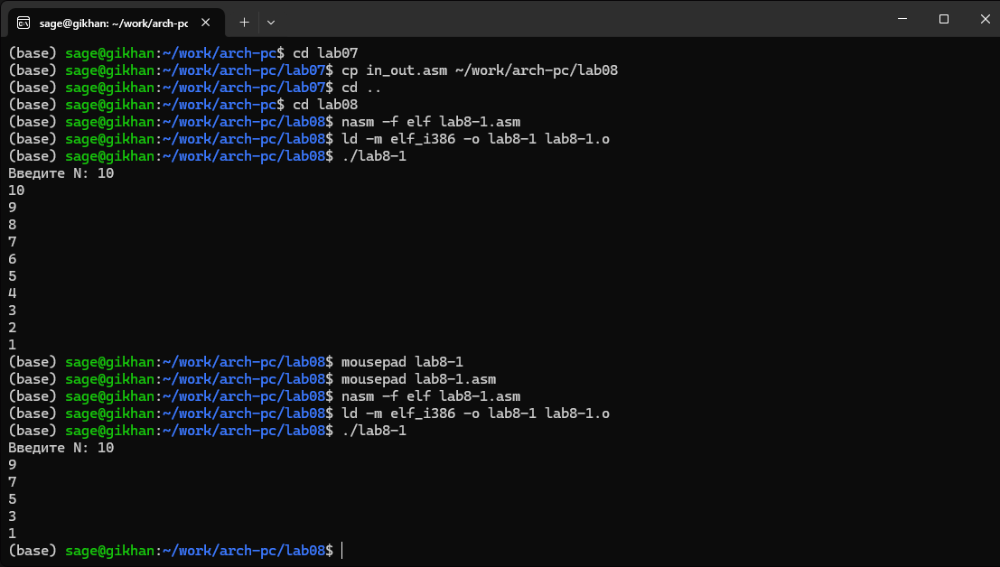 sage@gikhan: ~/work/arch-pc
(base) sage@gikhan:~/work/arch-pc$ cd lab07
(base) sage@gikhan:~/work/arch-pc/lab07$ cp in_out.asm ~/work/arch-pc/lab08
(base) sage@gikhan:~/work/arch-pc/lab07$ cd ..
(base) sage@gikhan:~/work/arch-pc$ cd lab08
(base) sage@gikhan:~/work/arch-pc/lab08$ nasm -f elf lab8-1.asm
(base) sage@gikhan:~/work/arch-pc/lab08$ ld -m elf_i386 -o lab8-1 lab8-1.o
(base) sage@gikhan:~/work/arch-pc/lab08$ ./lab8-1
Введите N: 10
10
9
8
7
6
5
4
3
2
1
(base) sage@gikhan:~/work/arch-pc/lab08$ mousepad lab8-1
(base) sage@gikhan:~/work/arch-pc/lab08$ mousepad lab8-1.asm
(base) sage@gikhan:~/work/arch-pc/lab08$ nasm -f elf lab8-1.asm
(base) sage@gikhan:~/work/arch-pc/lab08$ ld -m elf_i386 -o lab8-1 lab8-1.o
(base) sage@gikhan:~/work/arch-pc/lab08$ ./lab8-1
Введите N: 10
9
7
5
3
1
(base) sage@gikhan:~/work/arch-pc/lab08$